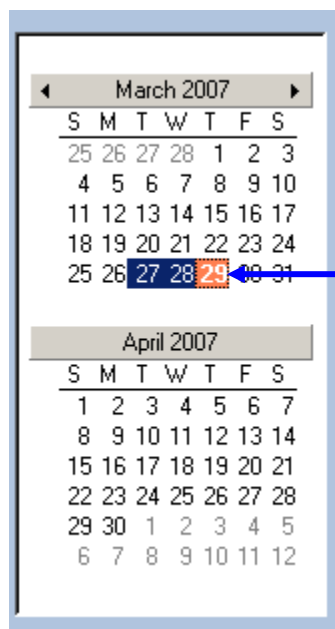 March 2007
S M T W T F S
25 26 27 28 1 2 3
4 5 6 7 8 9 10
11 12 13 14 15 16 17
18 19 20 21 22 23 24
25 26 27 28 29 30 31
April 2007
S M T W T F S
1 2 3 4 5 6 7
8 9 10 11 12 13 14
15 16 17 18 19 20 21
22 23 24 25 26 27 28
29 30 1 2 3 4 5
6 7 8 9 10 11 12